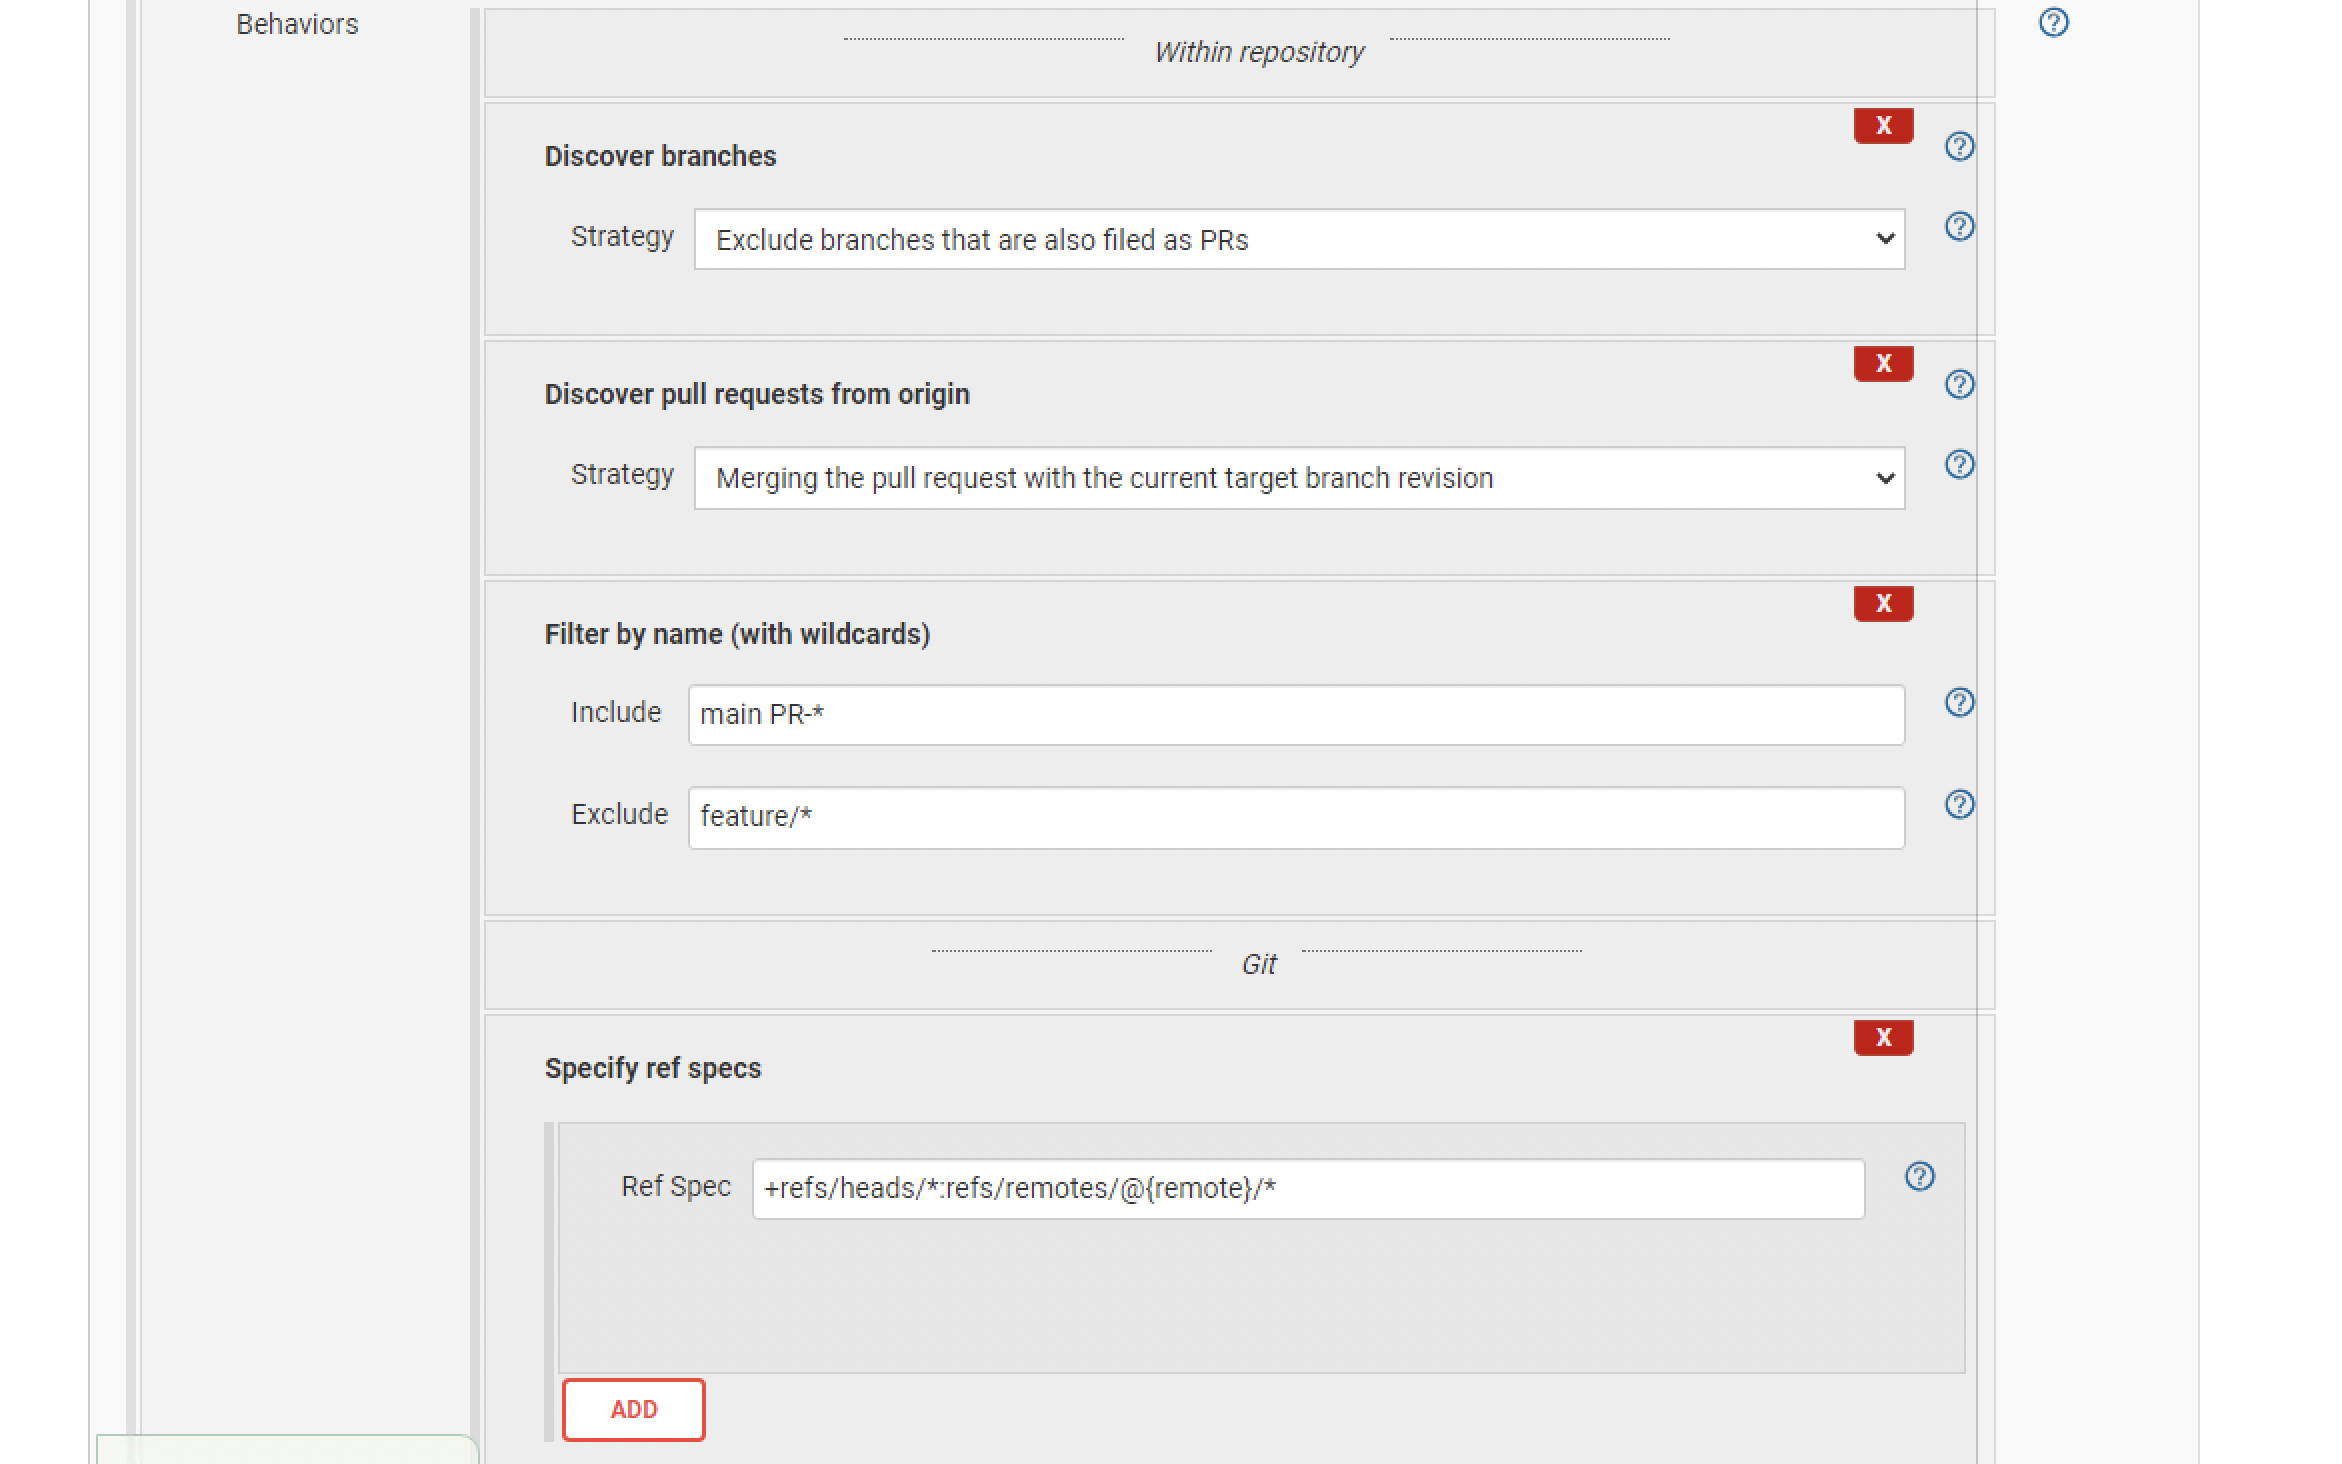 Behaviors
Within repository
X
Discover branches
Strategy Exclude branches that are also filed as PRs
X
Discover pull requests from origin
Strategy Merging the pull request with the current target branch revision
X
Filter by name (with wildcards)
Include main PR-*
Exclude feature/*
Git
X
Specify ref specs
Ref Spec +refs/heads/*:refs/remotes/@{remote}/*
ADD